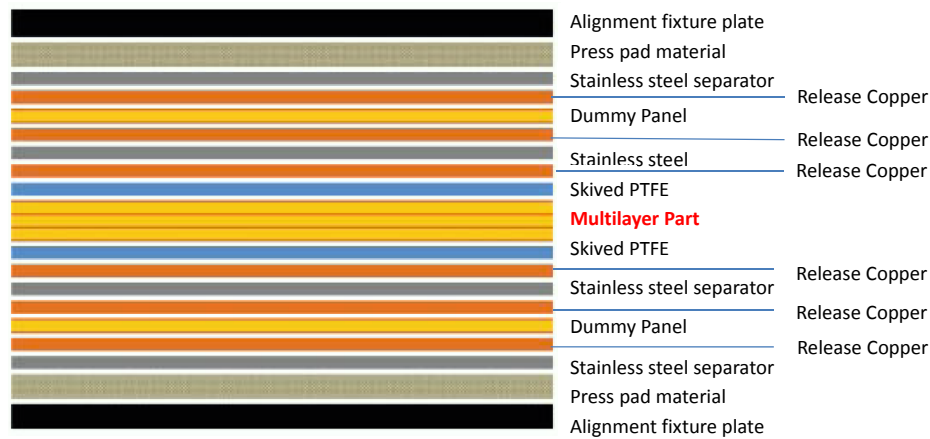 Alignment fixture plate
Press pad material
Stainless steel separator
Release Copper
Dummy Panel
Release Copper
Stainless steel
Release Copper
Skived PTFE
Multilayer Part
Skived PTFE
Release Copper
Stainless steel separator
Release Copper
Dummy Panel
Release Copper
Stainless steel separator
Press pad material
Alignment fixture plate